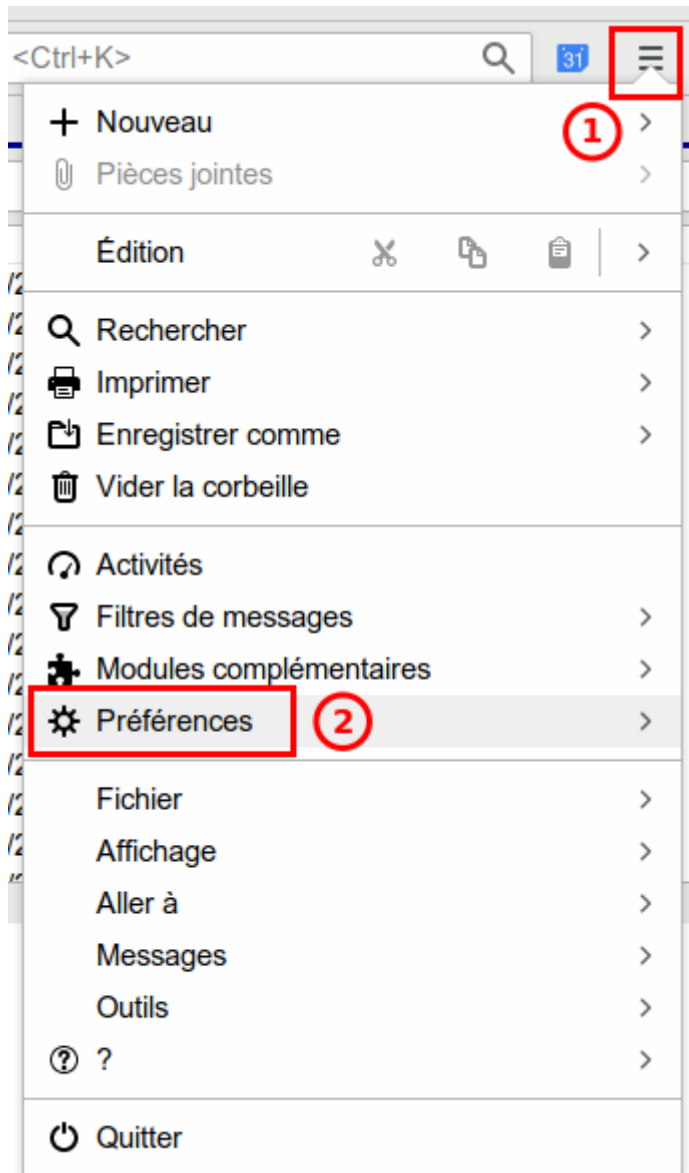 <Ctrl+K> 31
1
Nouveau
Pièces jointes
Édition
Rechercher
Imprimer
Enregistrer comme
Vider la corbeille
Activités
Filtres de messages
Modules complémentaires
Préférences 2
Fichier
Affichage
Aller à
Messages
Outils
?
Quitter